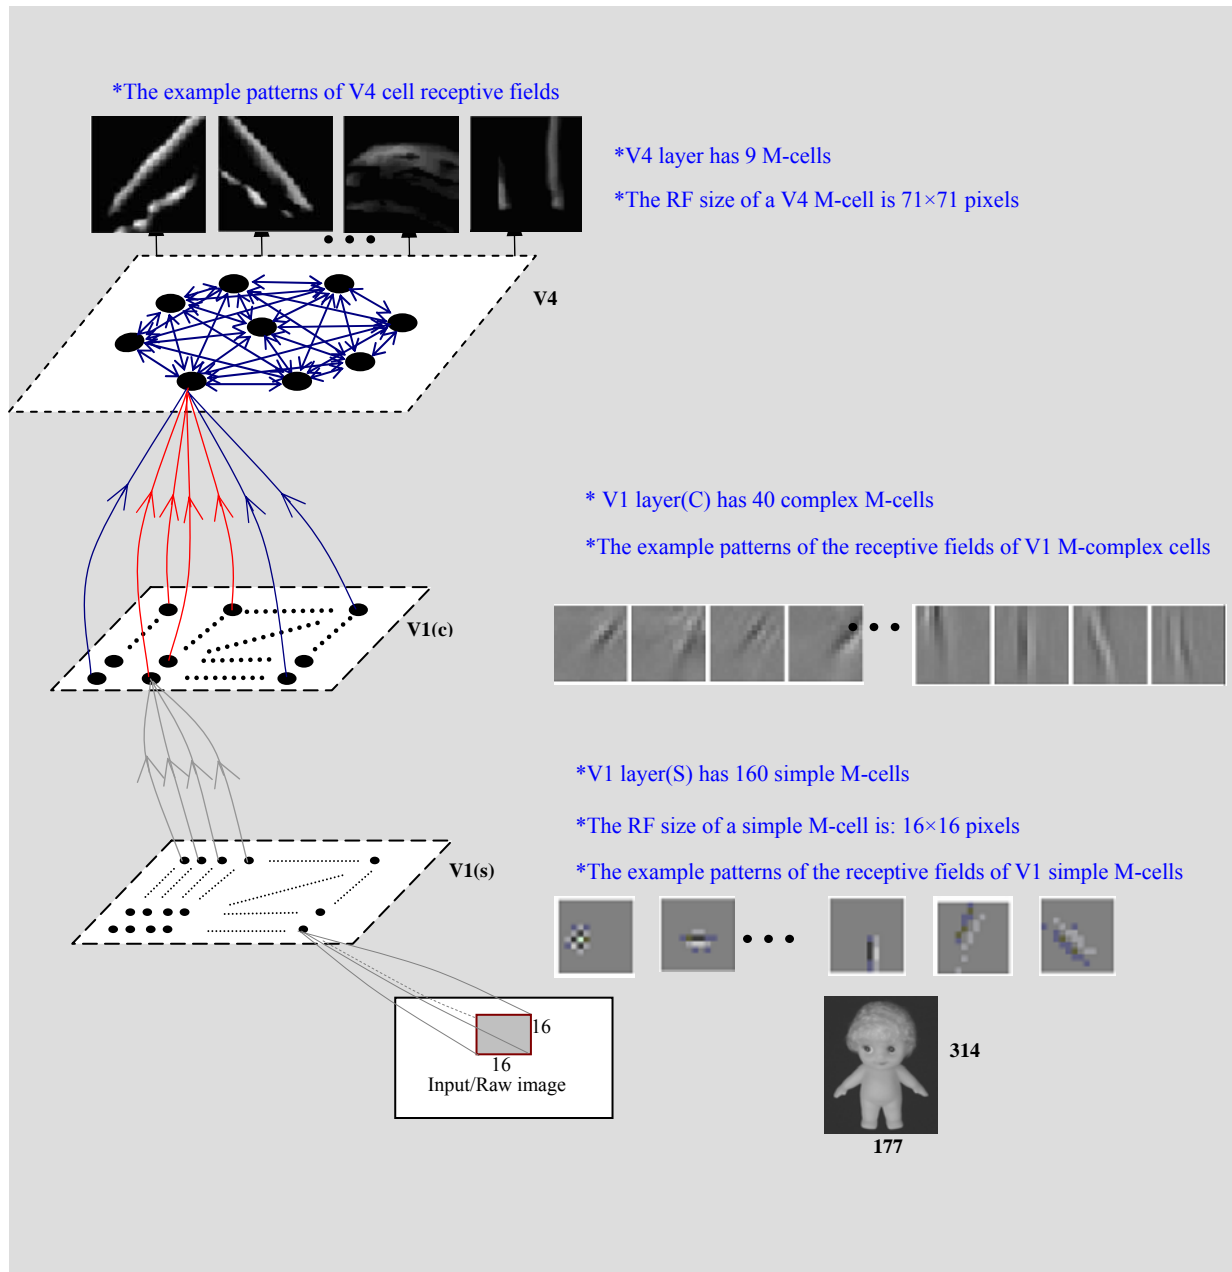 *The example patterns of V4 cell receptive fields
*V4 layer has 9 M-cells
*The RF size of a V4 M-cell is 71×71 pixels
V4
* V1 layer(C) has 40 complex M-cells
*The example patterns of the receptive fields of V1 M-complex cells
V1(c)
*V1 layer(S) has 160 simple M-cells
*The RF size of a simple M-cell is: 16×16 pixels
V1(s)
*The example patterns of the receptive fields of V1 simple M-cells
16
16
Input/Raw image
314
177